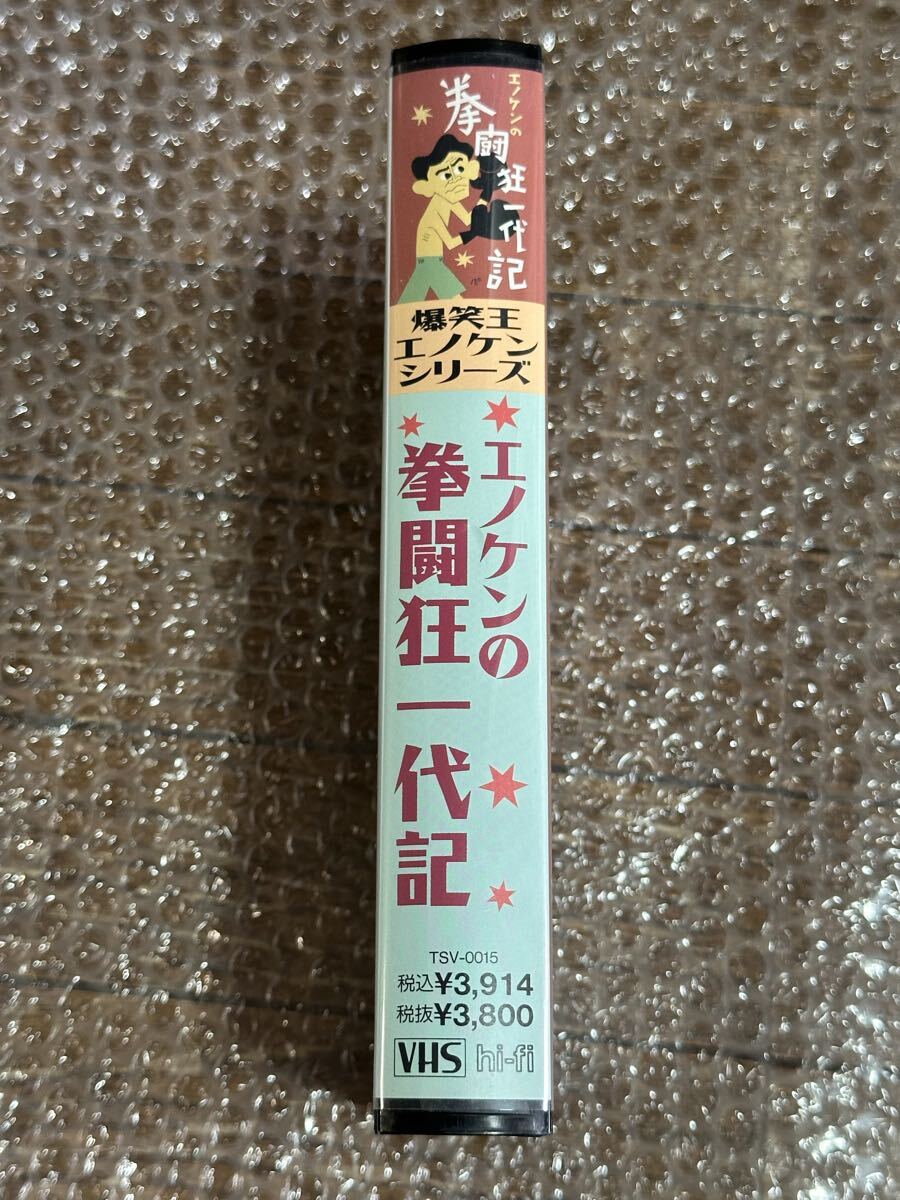 エノケンの
拳闘狂一代記
爆笑王
エノケン
シリーズ
エノケンの
拳闘狂一代記
TSV-0015
税込¥3,914
税抜¥3,800
VHS hi-fi